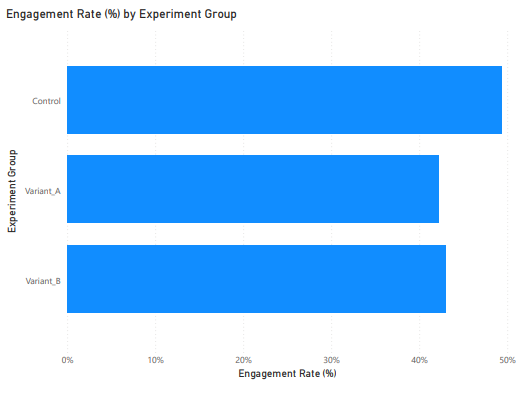 Engagement Rate (%) by Experiment Group
Experiment Group
Control
Variant_A
Variant_B
0% 10% 20% 30% 40% 50%
Engagement Rate (%)